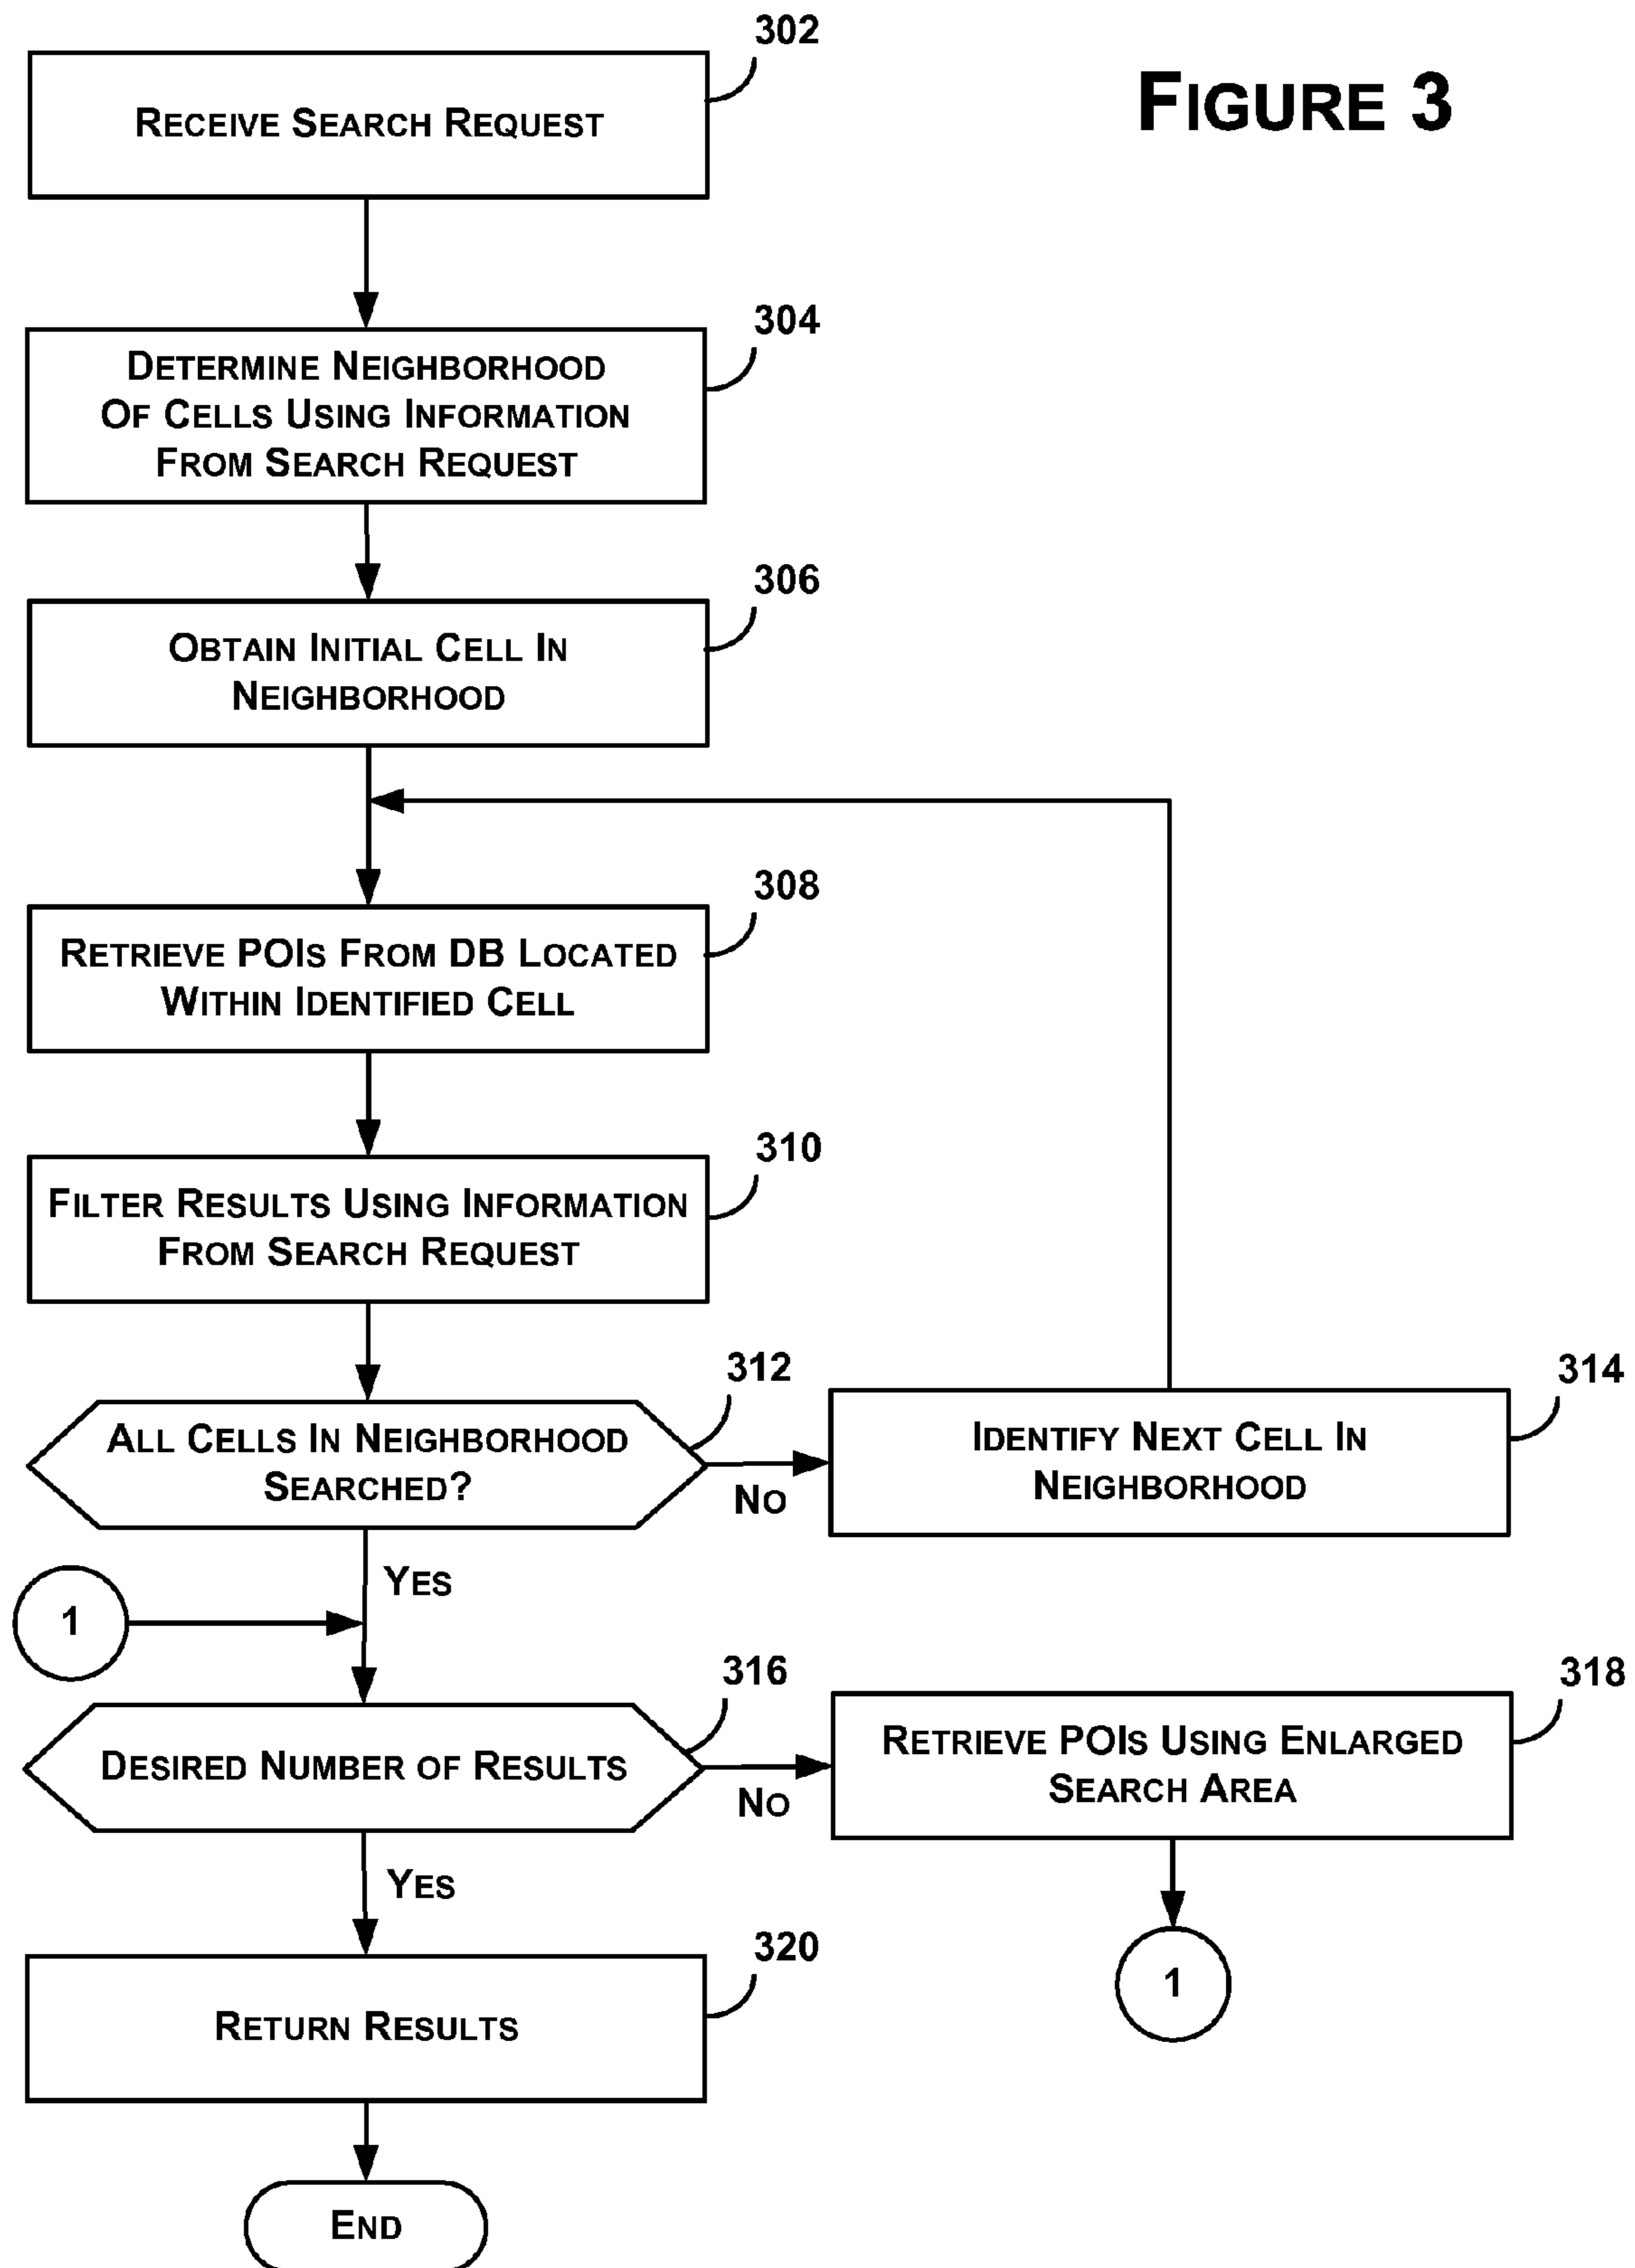 FIGURE 3
302
RECEIVE SEARCH REQUEST
304
DETERMINE NEIGHBORHOOD
OF CELLS USING INFORMATION
FROM SEARCH REQUEST
306
OBTAIN INITIAL CELL IN
NEIGHBORHOOD
308
RETRIEVE POIS FROM DB LOCATED
WITHIN IDENTIFIED CELL
310
FILTER RESULTS USING INFORMATION
FROM SEARCH REQUEST
312
ALL CELLS IN NEIGHBORHOOD
SEARCHED?
NO
314
IDENTIFY NEXT CELL IN
NEIGHBORHOOD
YES
1
316
DESIRED NUMBER OF RESULTS
NO
318
RETRIEVE POIS USING ENLARGED
SEARCH AREA
1
YES
320
RETURN RESULTS
END